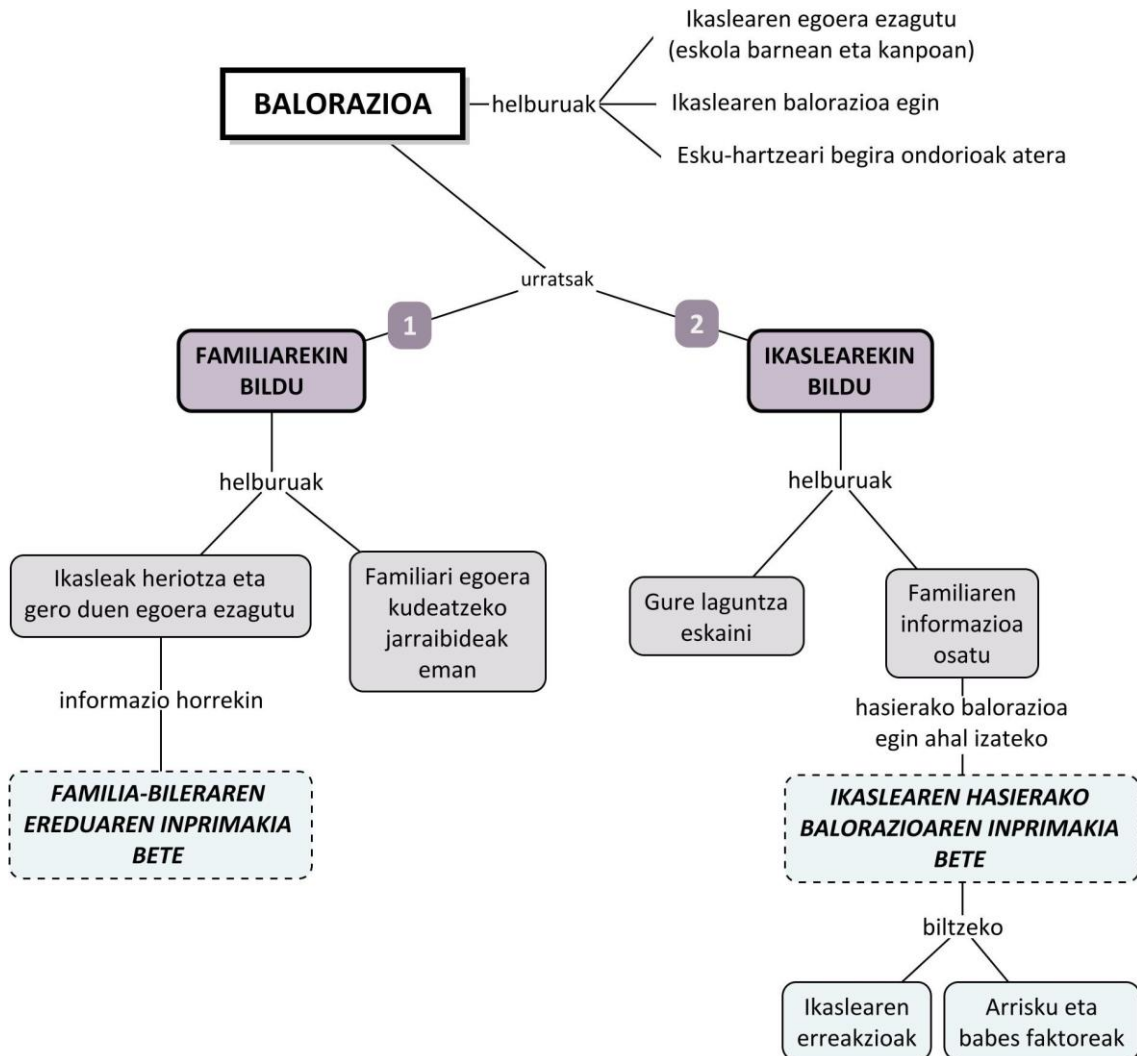 Ikaslearen egoera ezagutu
(eskola barnean eta kanpoan)
BALORAZIOA
helburuak
Ikaslearen balorazioa egin
Esku-hartzeari begira ondorioak atera
urratsak
1
2
FAMILIAREKIN
BILDU
IKASLEAREKIN
BILDU
helburuak
helburuak
Ikasleak heriotza eta
gero duen egoera ezagutu
Familiari egoera
kudeatzeko
jarraibideak
eman
Gure laguntza
eskaini
Familiaren
informazioa
osatu
informazio horrekin
hasierako balorazioa
egin ahal izateko
FAMILIA-BILERAREN
EREDUAREN INPRIMAKIA
BETE
IKASLEAREN HASIERAKO
BALORAZIOAREN INPRIMAKIA
BETE
biltzeko
Ikaslearen
erreakzioak
Arrisku eta
babes faktoreak